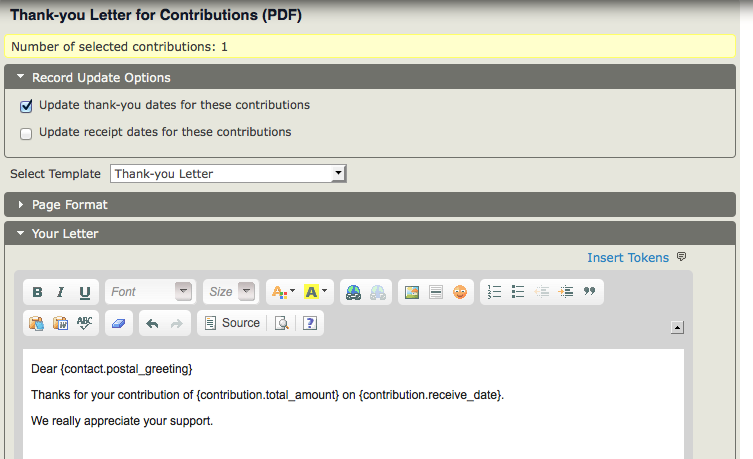 Thank-you Letter for Contributions (PDF)
Number of selected contributions: 1
Record Update Options
Update thank-you dates for these contributions
Update receipt dates for these contributions
Select Template Thank-you Letter
Page Format
Your Letter
Insert Tokens
B I U Font Size A A
ABC Source ?
Dear {contact.postal_greeting}
Thanks for your contribution of {contribution.total_amount} on {contribution.receive_date}.
We really appreciate your support.